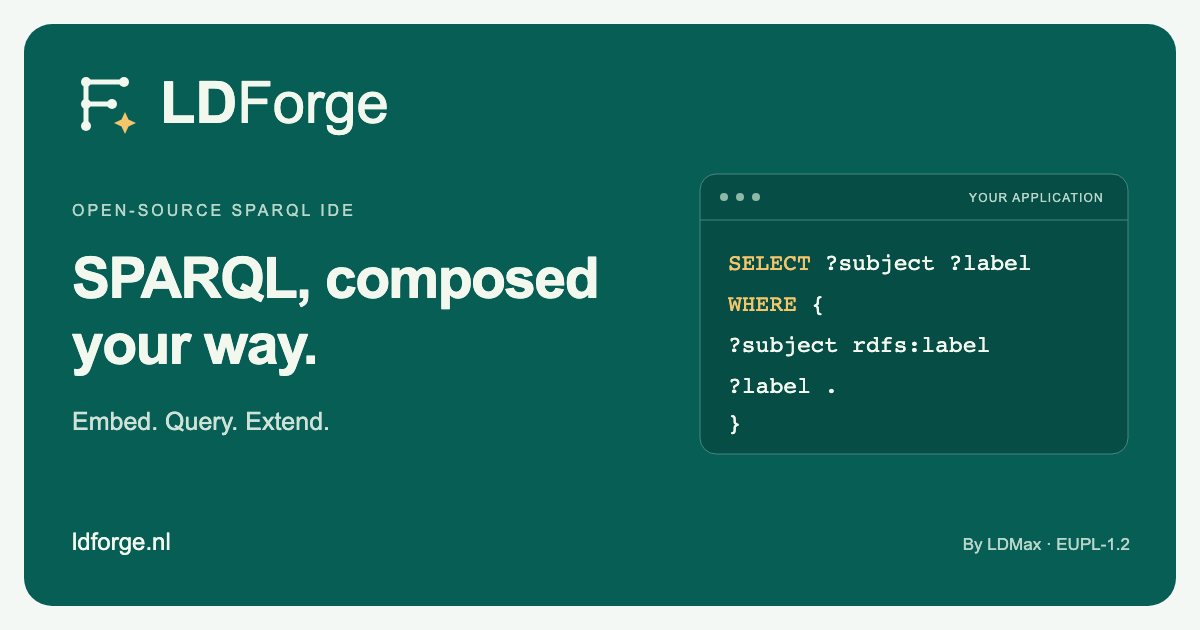 LDForge
OPEN-SOURCE SPARQL IDE
SPARQL, composed
your way.
Embed. Query. Extend.
YOUR APPLICATION
SELECT ?subject ?label
WHERE {
?subject rdfs:label
?label .
}
ldforge.nl
By LDMax · EUPL-1.2